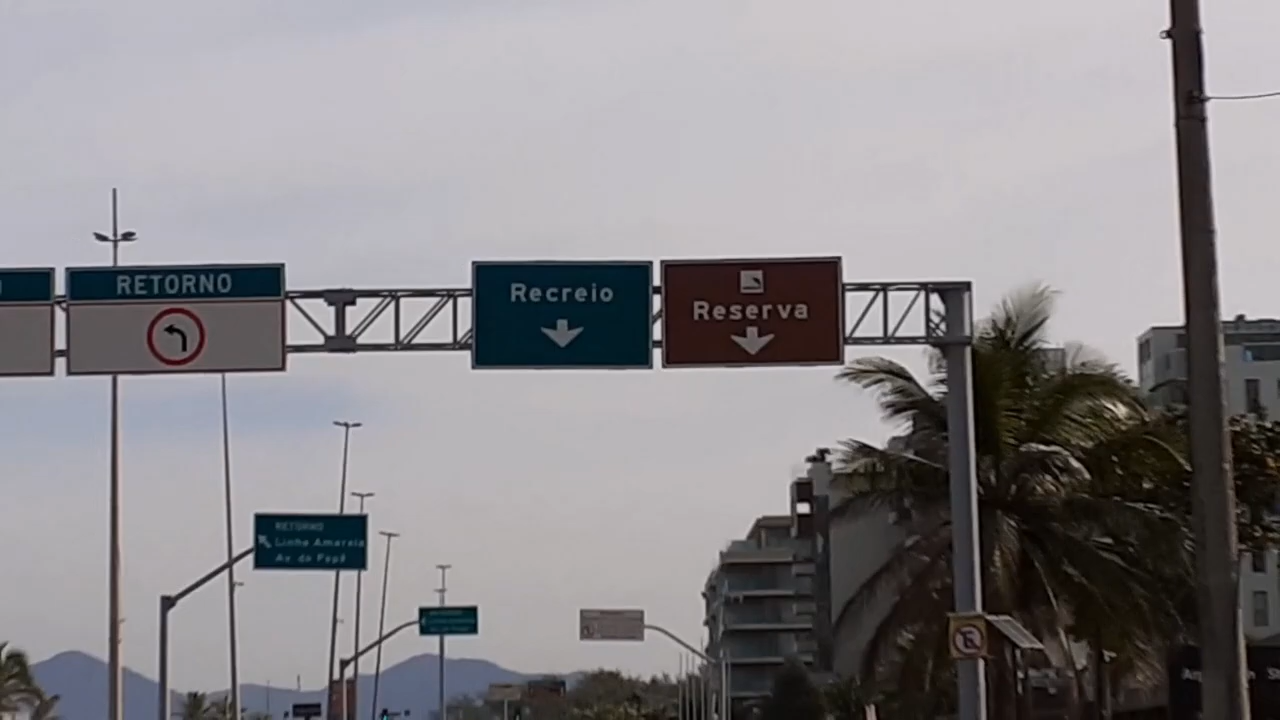 RETORNO
Recreio
Reserva
RETORNO
Linha Amarela
Av. do Pepê